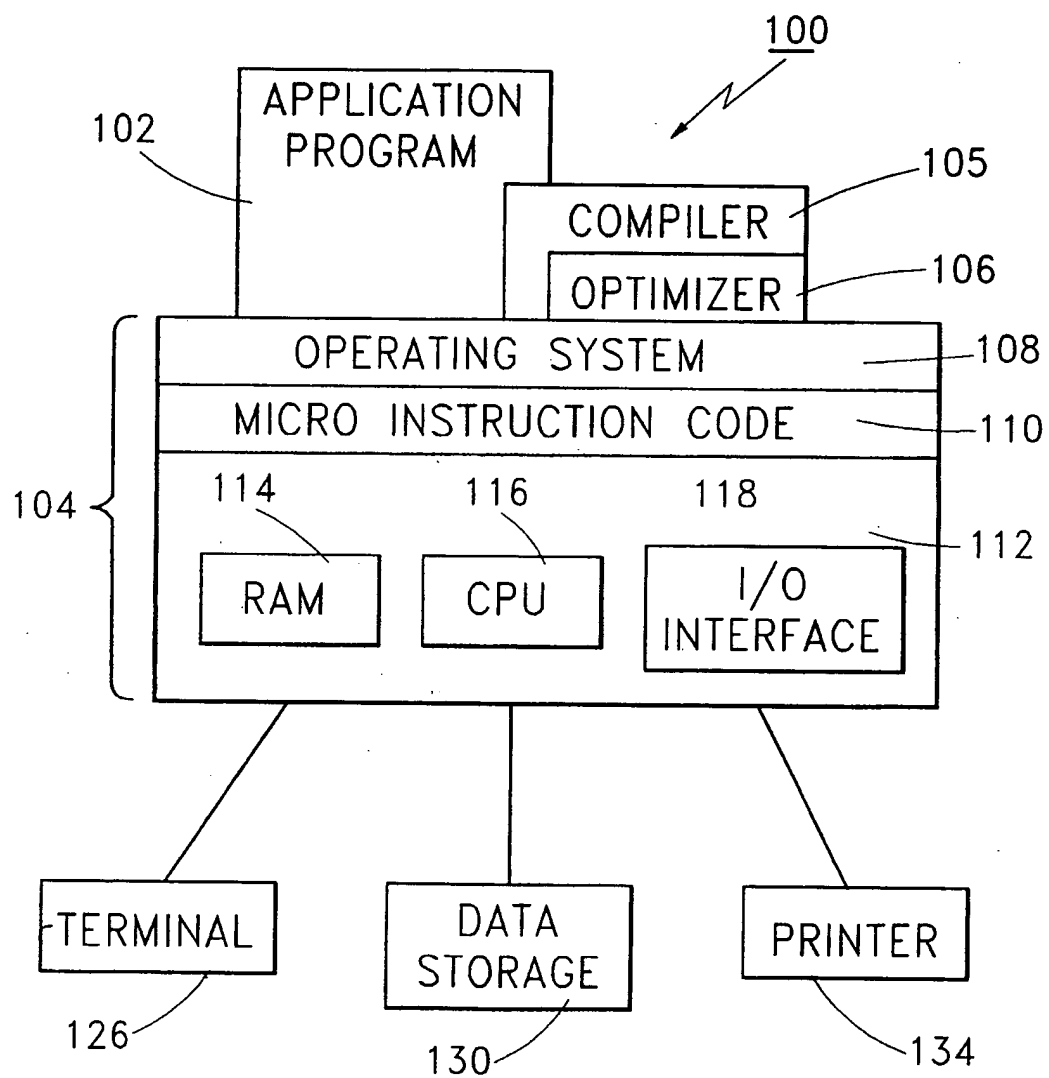 100
APPLICATION
PROGRAM
102
105
COMPILER
106
OPTIMIZER
OPERATING SYSTEM
108
MICRO INSTRUCTION CODE
110
104
114
116
118
112
RAM
CPU
I/O
INTERFACE
TERMINAL
DATA
STORAGE
PRINTER
126
130
134